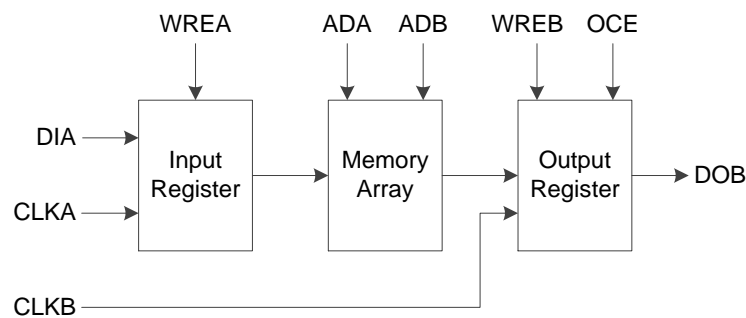 WREA ADA ADB WREB OCE
DIA
Input
Register
Memory
Array
Output
Register
DOB
CLKA
CLKB